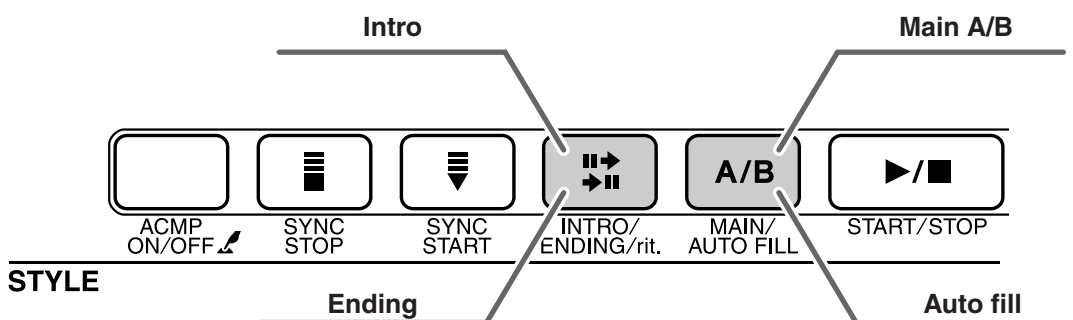 Intro
Main A/B
A/B
ACMP
ON/OFF
SYNC
STOP
SYNC
START
INTRO/
ENDING/rit.
MAIN/
AUTO FILL
START/STOP
STYLE
Ending
Auto fill